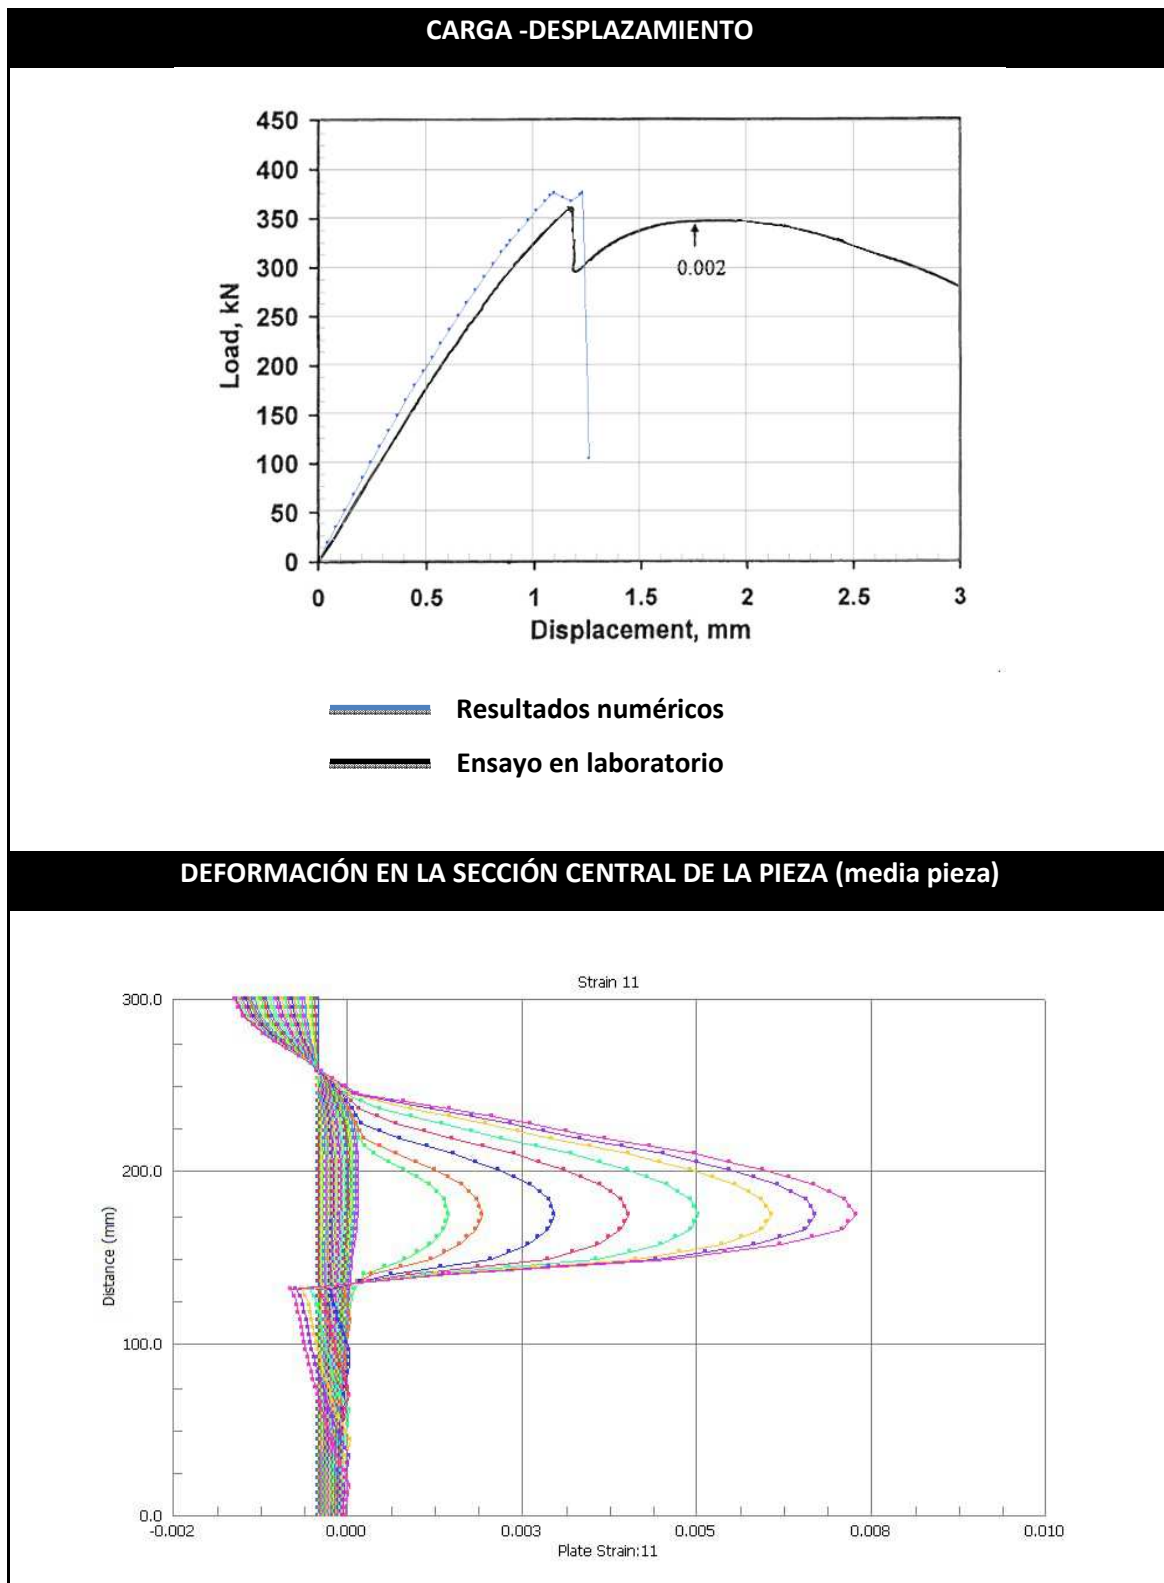 CARGA -DESPLAZAMIENTO
450
400
350
300
250
200
150
100
50
0
Load, kN
0.002
0 0.5 1 1.5 2 2.5 3
Displacement, mm
Resultados numéricos
Ensayo en laboratorio
DEFORMACIÓN EN LA SECCIÓN CENTRAL DE LA PIEZA (media pieza)
Strain 11
300.0
200.0
100.0
0.0
Distance (mm)
-0.002 0.000 0.003 0.005 0.008 0.010
Plate Strain:11